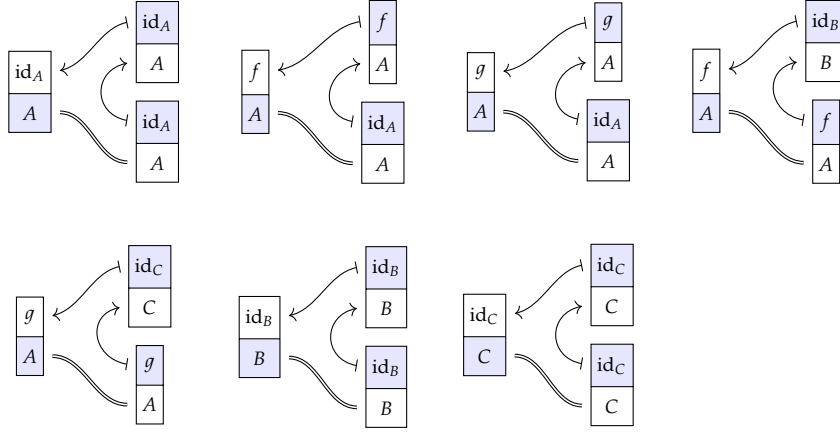 id_A A id_A A id_A A
f A f A id_A A
g A g A id_A A
f A id_B B f A
g A id_C C g A
id_B B id_B B id_B B
id_C C id_C C id_C C